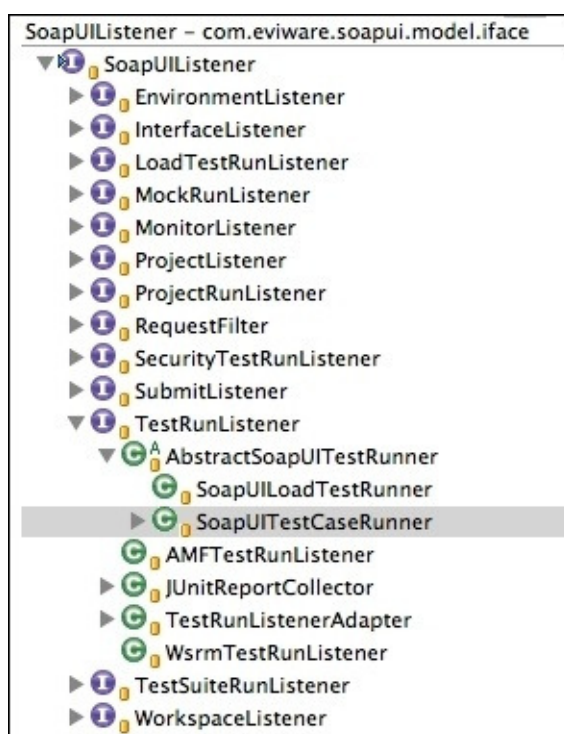 SoapUIListener – com.eviware.soapui.model.iface
SoapUIListener
EnvironmentListener
InterfaceListener
LoadTestRunListener
MockRunListener
MonitorListener
ProjectListener
ProjectRunListener
RequestFilter
SecurityTestRunListener
SubmitListener
TestRunListener
AbstractSoapUITestRunner
SoapUILoadTestRunner
SoapUITestCaseRunner
AMFTestRunListener
JUnitReportCollector
TestRunListenerAdapter
WsrmTestRunListener
TestSuiteRunListener
WorkspaceListener